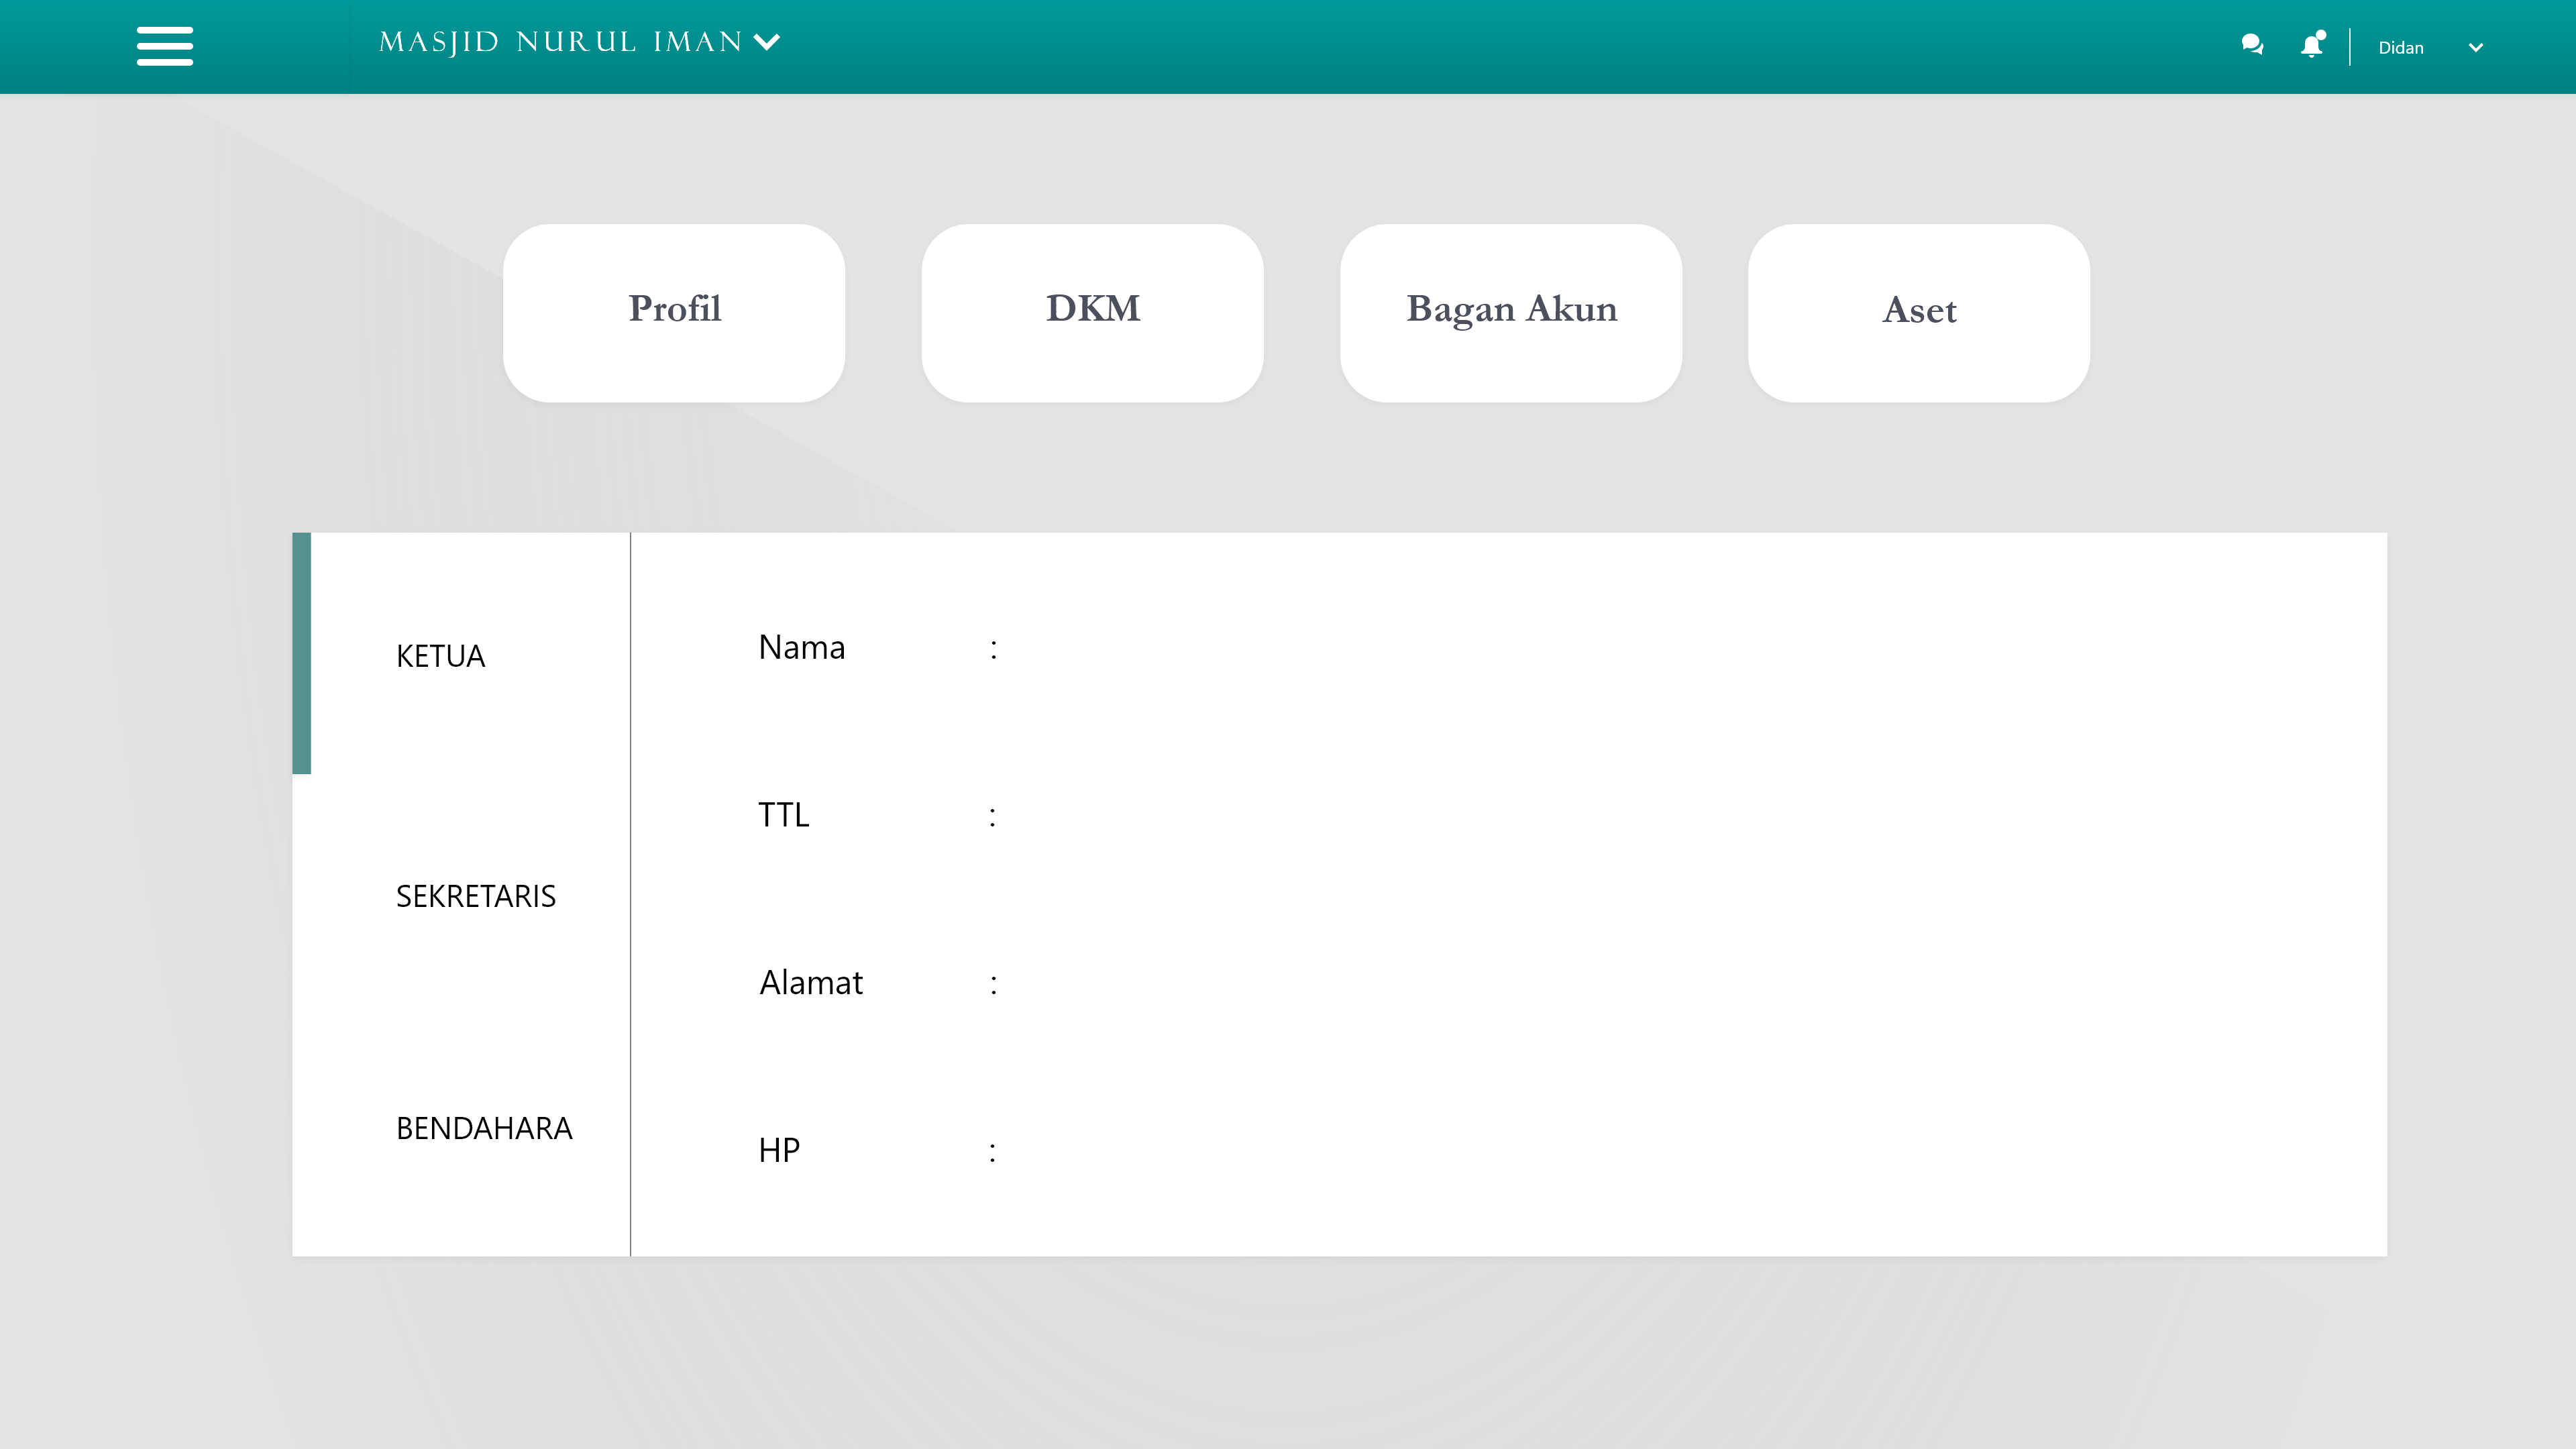 MASJID NURUL IMAN
Didan
Profil
DKM
Bagan Akun
Aset
KETUA
SEKRETARIS
BENDAHARA
Nama :
TTL :
Alamat :
HP :